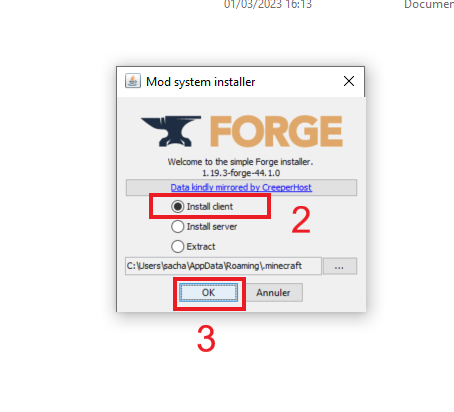 01/03/2023 16:13 Documen
Mod system installer
FORGE
Welcome to the simple Forge installer.
1.19.3-forge-44.1.0
Data kindly mirrored by CreeperHost
Install client
2
Install server
Extract
C:\Users\sacha\AppData\Roaming\.minecraft ...
OK Annuler
3